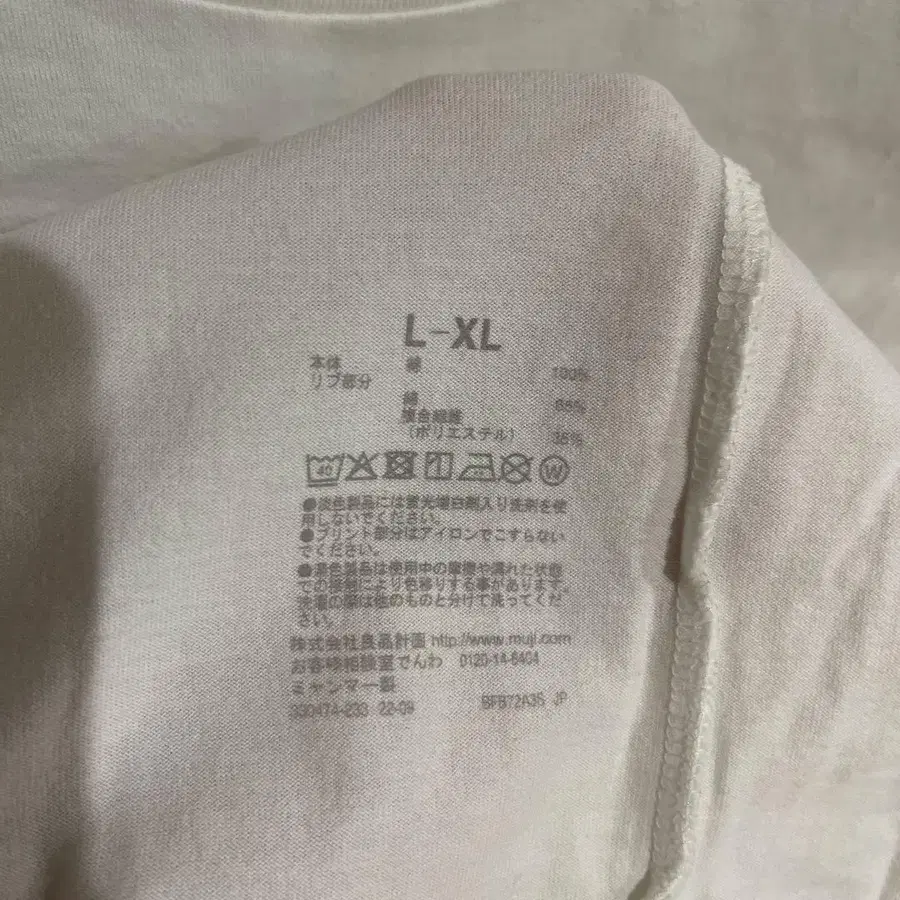 L-XL
本体 綿 100%
リブ部分
綿 65%
複合繊維
(ポリエステル) 35%
40 W
●淡色製品には蛍光増白剤入り洗剤を使
用しないでください。
●プリント部分はアイロンでこすらない
でください。
●濃色製品は使用中の摩擦や濡れた状態
での摩擦により色移りする事があります。
洗濯の際は他のものと分けて洗ってくだ
さい。
株式会社良品計画 http://www.muji.com
お客様相談室でんわ 0120-14-6404
ミャンマー製
330474-233 22-09 BFB72A3S JP